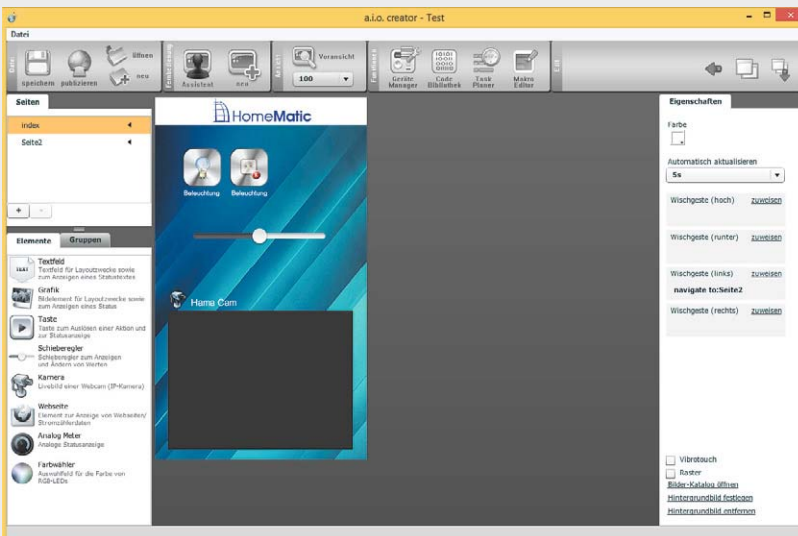 a.i.o. creator - Test
Datei
speichern
publizieren
öffnen
neu
Assistent
neu
Voransicht
100
Geräte Manager
Code Bibliothek
Task Planer
Makro Editor
Seiten
index
Seite2
Elemente
Gruppen
Textfeld
Textfeld für Layoutzwecke sowie
zum Anzeigen eines Statustextes
Grafik
Bildelement für Layoutzwecke sowie
zum Anzeigen eines Status
Taste
Taste zum Auslösen einer Aktion und
zur Statusanzeige
Schieberegler
Schieberegler zum Anzeigen
und Ändern von Werten
Kamera
Livebild einer Webcam (IP-Kamera)
Webseite
Element zur Anzeige von Webseiten/
Stromzählerdaten
Analog Meter
Analoge Statusanzeige
Farbwähler
Auswahlfeld für die Farbe von
RGB-LEDs
HomeMatic
Beleuchtung
Beleuchtung
Hama Cam
Eigenschaften
Farbe
Automatisch aktualisieren
5s
Wischgeste (hoch) zuweisen
Wischgeste (runter) zuweisen
Wischgeste (links) zuweisen
navigate to:Seite2
Wischgeste (rechts) zuweisen
Vibrotouch
Raster
Bilder-Katalog öffnen
Hintergrundbild festlegen
Hintergrundbild entfernen